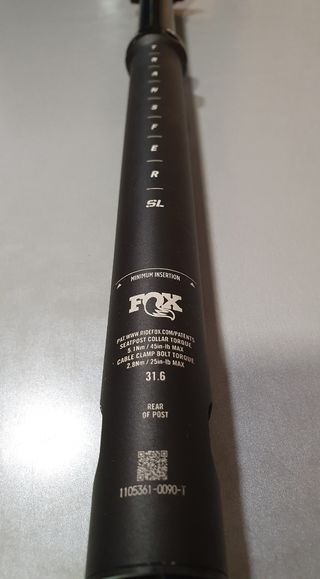 TRANSFER
SL
MINIMUM INSERTION
FOX
PAT.WWW.RIDEFOX.COM/PATENTS
SEATPOST COLLAR TORQUE
5.1Nm / 45in-lb MAX
CABLE CLAMP BOLT TORQUE
2.8Nm / 25in-lb MAX
31.6
REAR
OF POST
1105361-0090-T